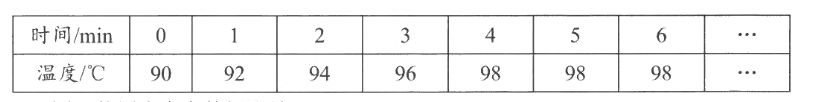 时间/min 0 1 2 3 4 5 6 …
温度/℃ 90 92 94 96 98 98 98 …